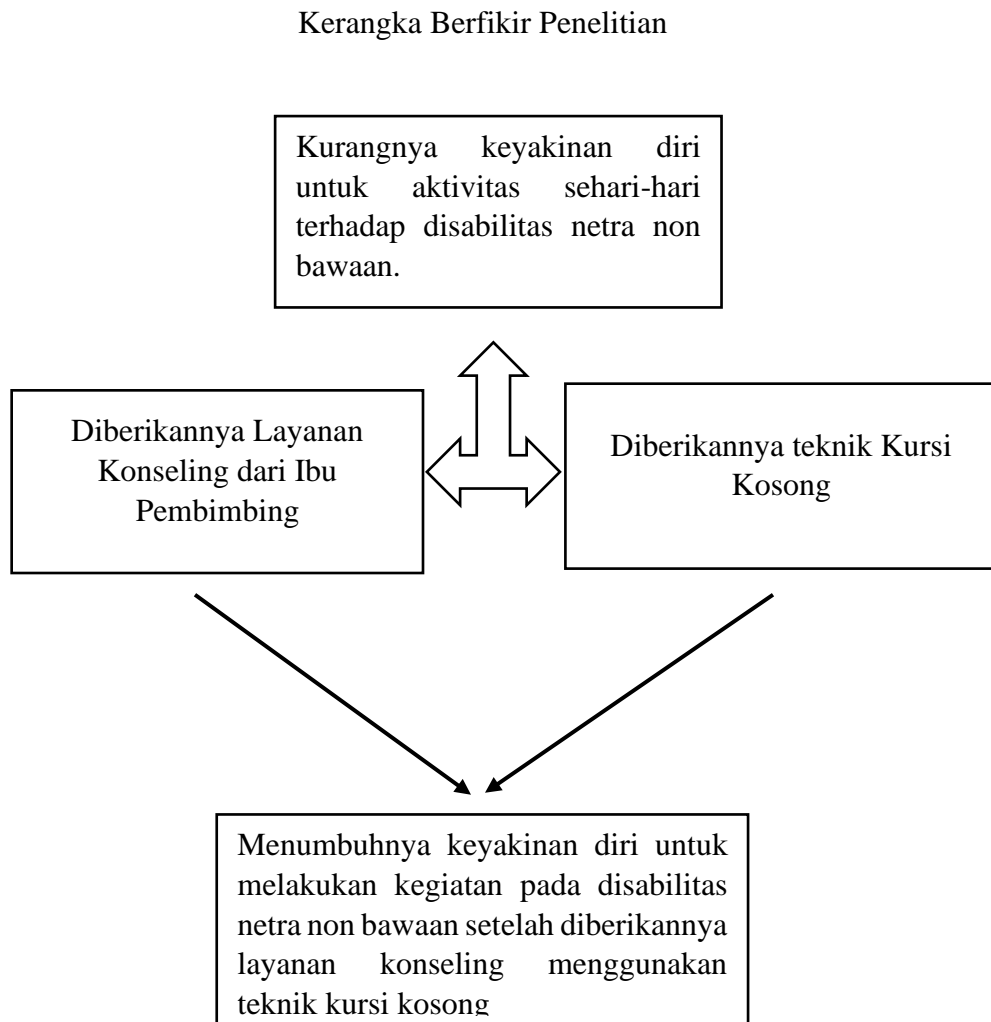 Kerangka Berfikir Penelitian
Kurangnya keyakinan diri
untuk aktivitas sehari-hari
terhadap disabilitas netra non
bawaan.
Diberikannya Layanan
Konseling dari Ibu
Pembimbing
Diberikannya teknik Kursi
Kosong
Menumbuhnya keyakinan diri untuk
melakukan kegiatan pada disabilitas
netra non bawaan setelah diberikannya
layanan konseling menggunakan
teknik kursi kosong